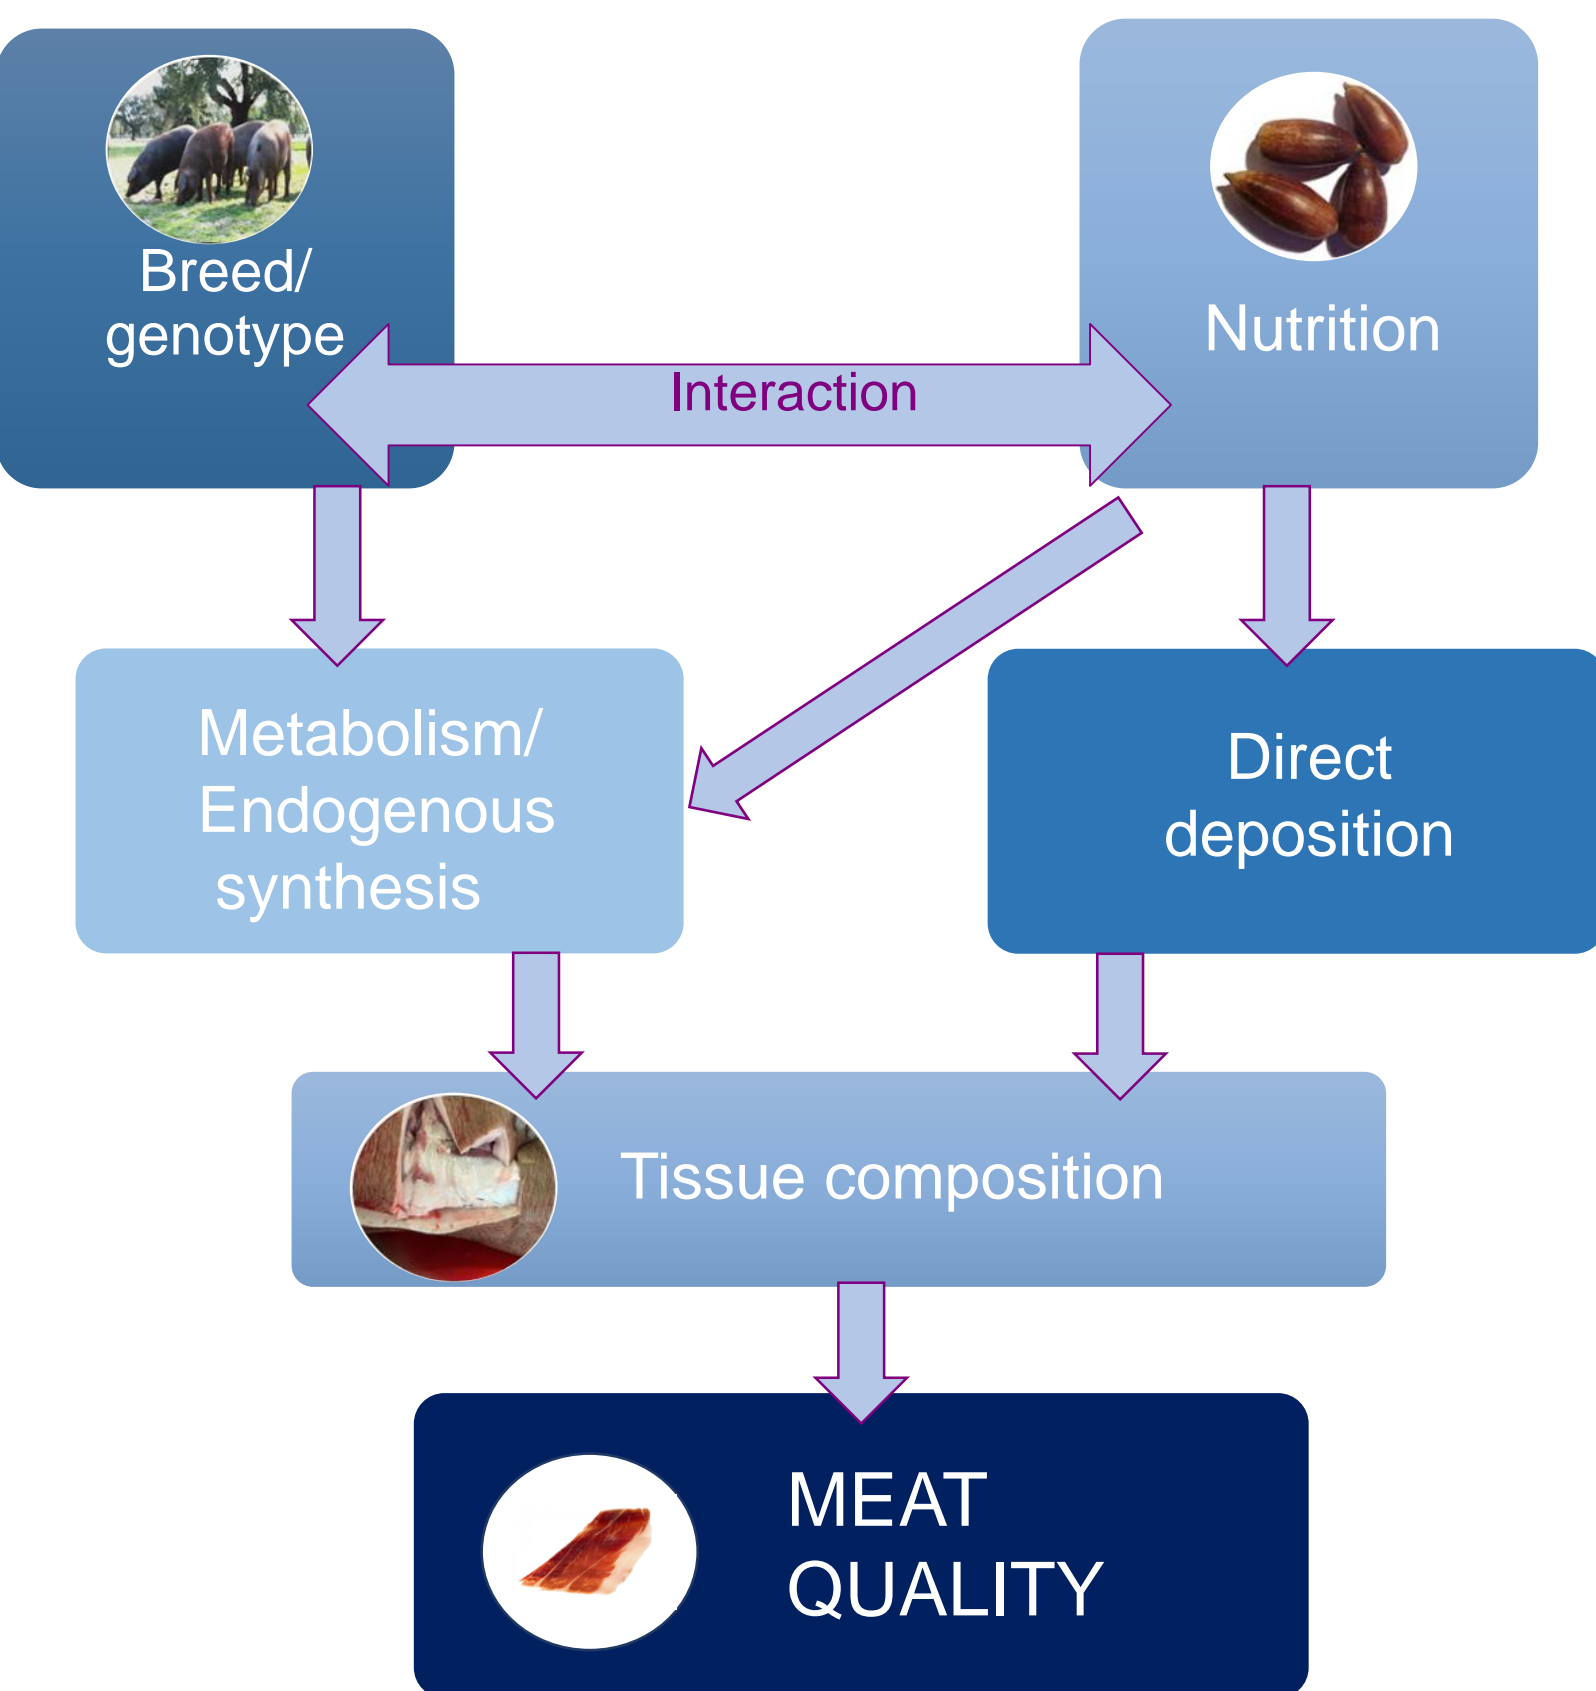 Breed/
genotype
Nutrition
Interaction
Metabolism/
Endogenous
synthesis
Direct
deposition
Tissue composition
MEAT
QUALITY